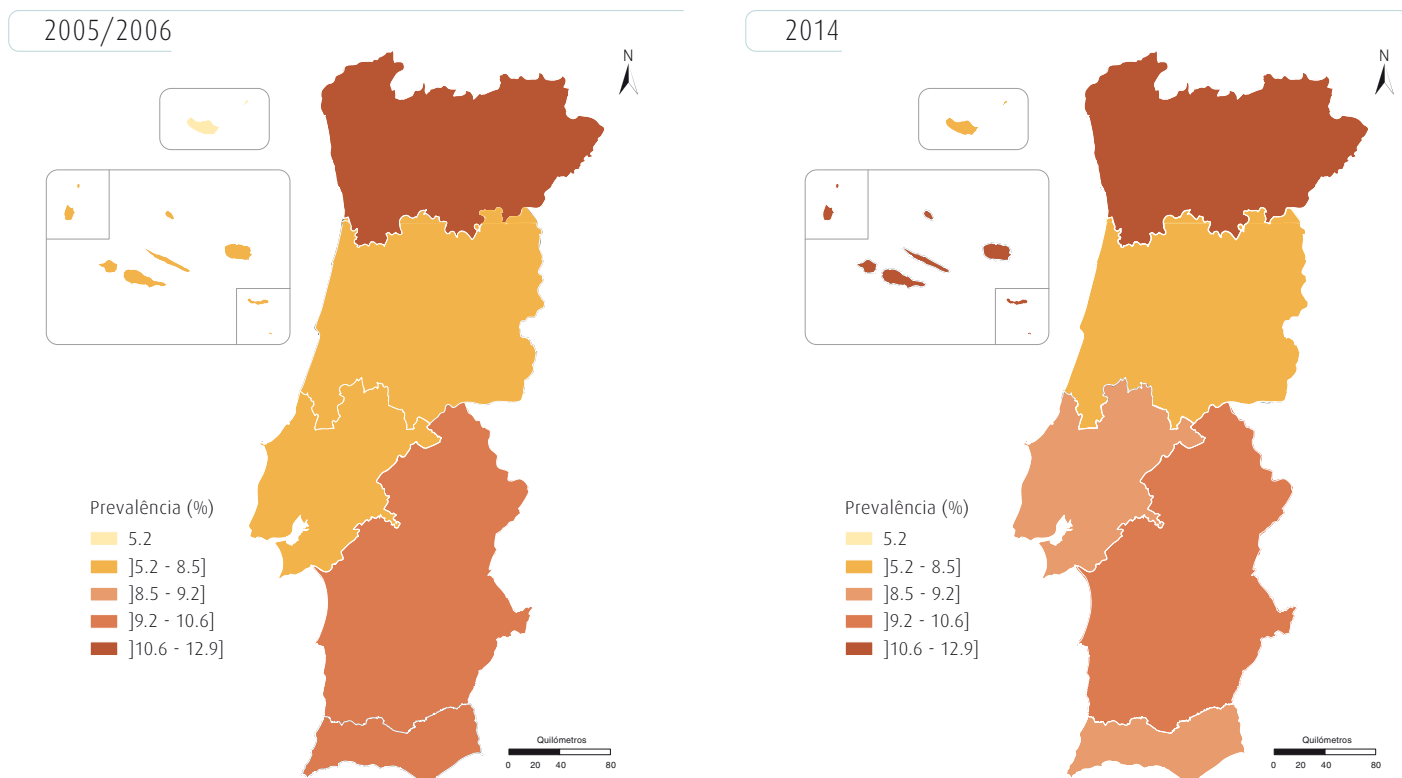 2005/2006
N
Prevalência (%)
5.2
]5.2 - 8.5]
]8.5 - 9.2]
]9.2 - 10.6]
]10.6 - 12.9]
Quilómetros
0 20 40 80
2014
N
Prevalência (%)
5.2
]5.2 - 8.5]
]8.5 - 9.2]
]9.2 - 10.6]
]10.6 - 12.9]
Quilómetros
0 20 40 80